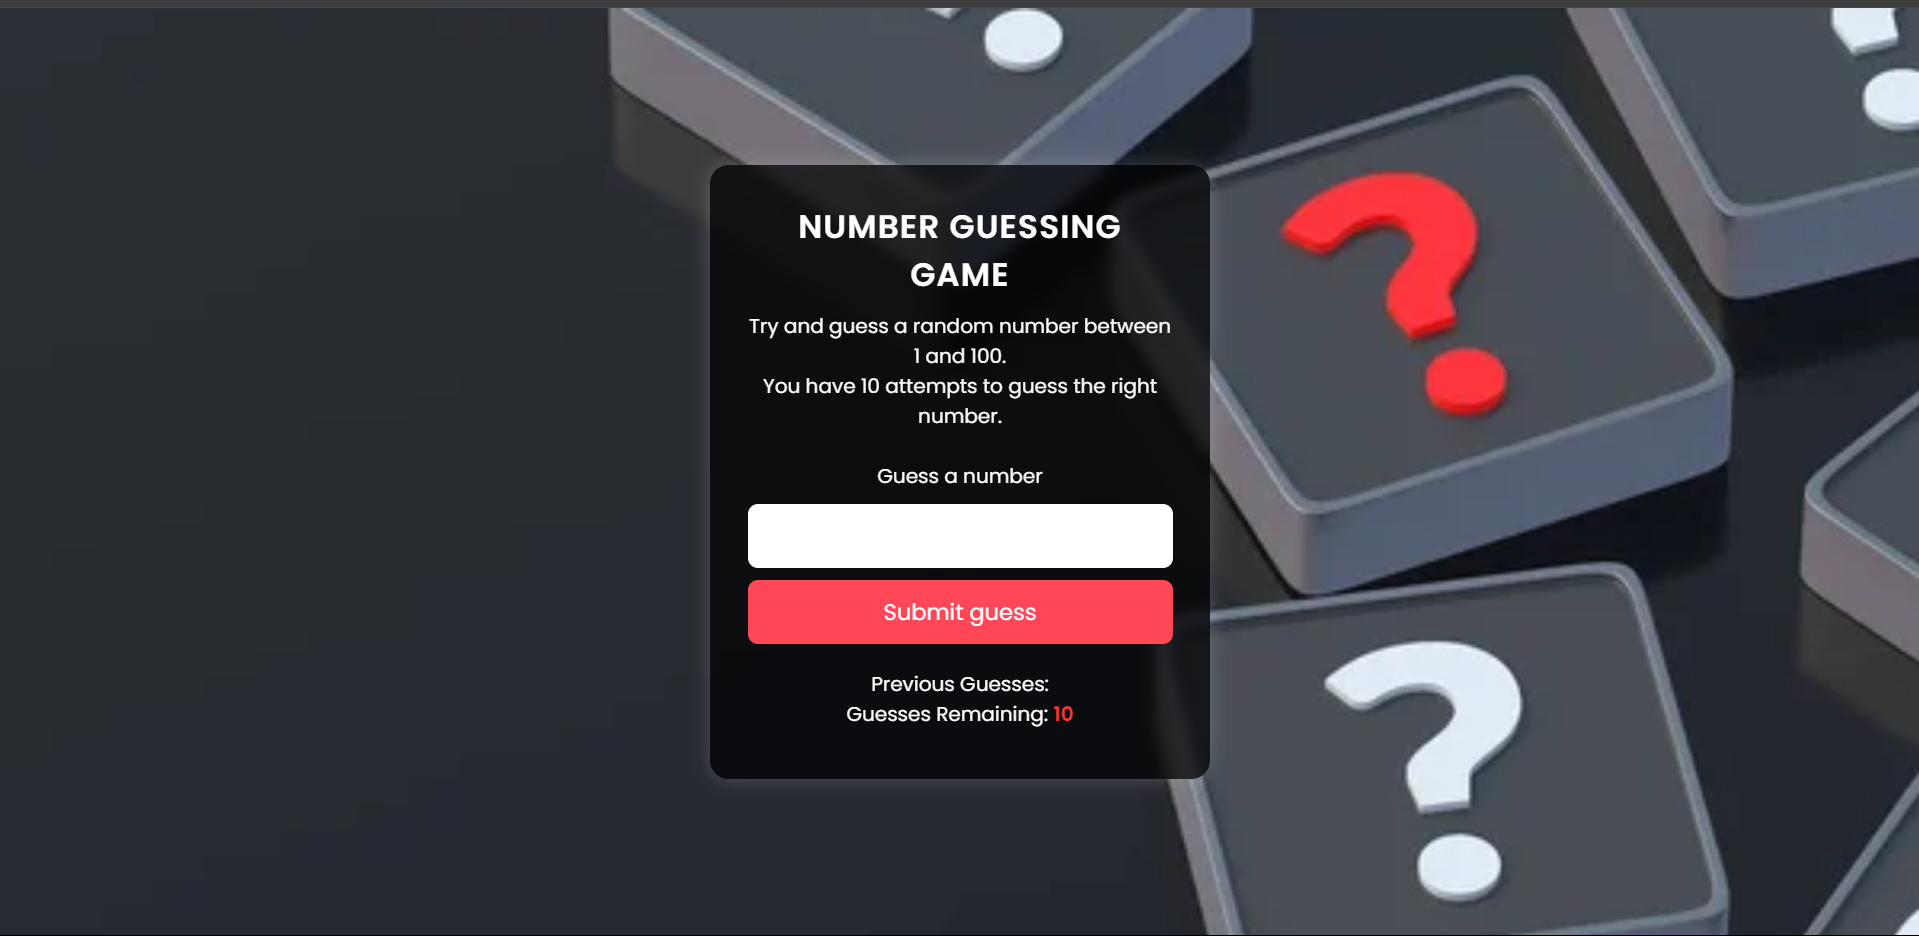 NUMBER GUESSING
GAME
Try and guess a random number between
1 and 100.
You have 10 attempts to guess the right
number.
Guess a number
Submit guess
Previous Guesses:
Guesses Remaining: 10
?
?